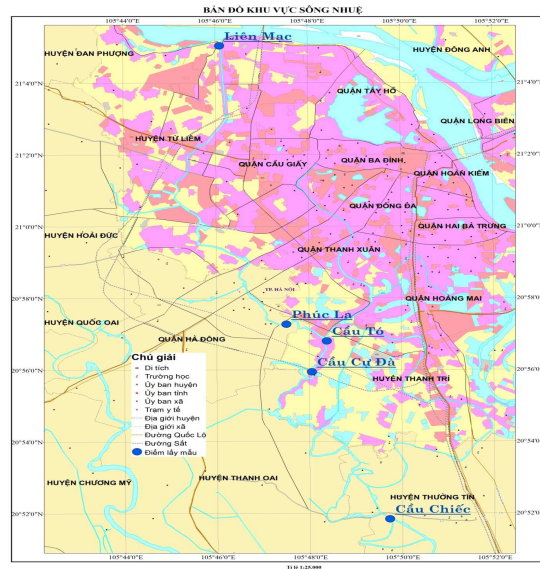 BẢN ĐỒ KHU VỰC SÔNG NHUỆ
105°44'0"E 105°46'0"E 105°48'0"E 105°50'0"E 105°52'0"E
Liên Mạc
HUYỆN ĐAN PHƯỢNG
HUYỆN ĐÔNG ANH
21°4'0"N 21°4'0"N
QUẬN TÂY HỒ
QUẬN LONG BIÊN
HUYỆN TỪ LIÊM
21°2'0"N 21°2'0"N
QUẬN CẦU GIẤY
QUẬN BA ĐÌNH
QUẬN HOÀN KIẾM
QUẬN ĐỐNG ĐA
21°0'0"N 21°0'0"N
QUẬN HAI BÀ TRƯNG
HUYỆN HOÀI ĐỨC
QUẬN THANH XUÂN
TP. HÀ NỘI
20°58'0"N 20°58'0"N
QUẬN HOÀNG MAI
Phúc La
HUYỆN QUỐC OAI
Cầu Tó
QUẬN HÀ ĐÔNG
Cầu Cự Đà
20°56'0"N 20°56'0"N
HUYỆN THANH TRÌ
Chú giải
Di tích
Trường học
Ủy ban huyện
Ủy ban tỉnh
Ủy ban xã
Trạm y tế
Địa giới huyện
Địa giới xã
Đường Quốc Lộ
Đường Sắt
Điểm lấy mẫu
20°54'0"N 20°54'0"N
HUYỆN CHƯƠNG MỸ
HUYỆN THANH OAI
HUYỆN THƯỜNG TÍN
Cầu Chiếc
20°52'0"N 20°52'0"N
105°44'0"E 105°46'0"E 105°48'0"E 105°50'0"E 105°52'0"E
Tỉ lệ 1:25.000